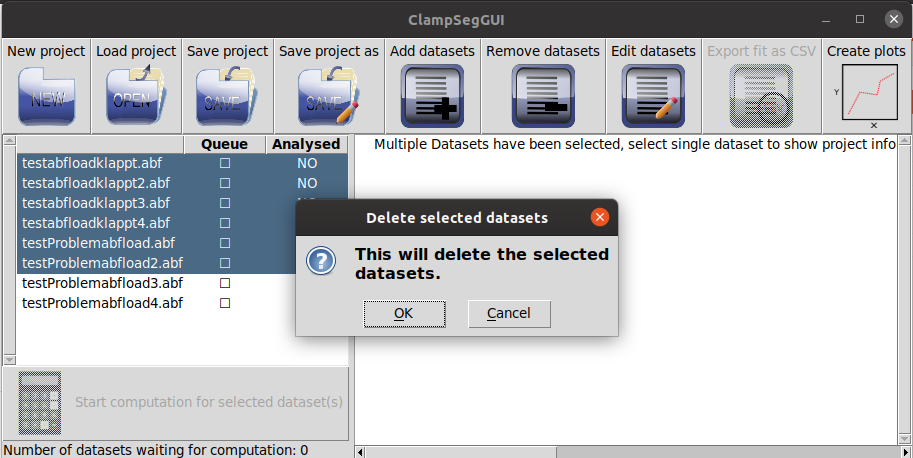 ClampSegGUI
New project Load project Save project Save project as Add datasets Remove datasets Edit datasets Export fit as CSV Create plots
NEW OPEN SAVE SAVE Y X
Queue Analysed
testabfloadklappt.abf NO
testabfloadklappt2.abf NO
testabfloadklappt3.abf
testabfloadklappt4.abf
testProblemabfload.abf
testProblemabfload2.abf
testProblemabfload3.abf
testProblemabfload4.abf
Multiple Datasets have been selected, select single dataset to show project info
Delete selected datasets
?
This will delete the selected
datasets.
OK Cancel
Start computation for selected dataset(s)
Number of datasets waiting for computation: 0